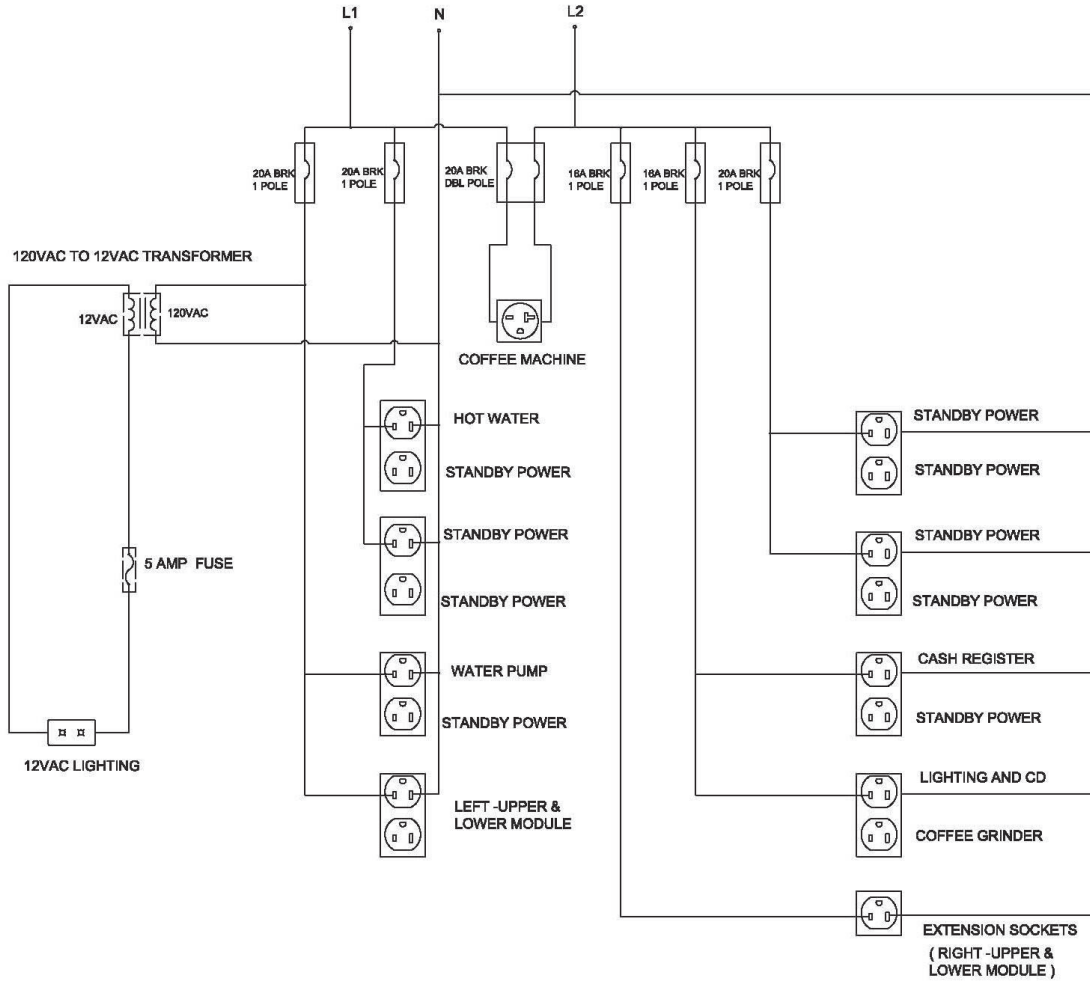 L1
N
L2
20A BRK
1 POLE
20A BRK
1 POLE
20A BRK
DBL POLE
16A BRK
1 POLE
16A BRK
1 POLE
20A BRK
1 POLE
120VAC TO 12VAC TRANSFORMER
12VAC
120VAC
COFFEE MACHINE
HOT WATER
STANDBY POWER
STANDBY POWER
STANDBY POWER
WATER PUMP
STANDBY POWER
LEFT -UPPER &
LOWER MODULE
5 AMP FUSE
12VAC LIGHTING
STANDBY POWER
STANDBY POWER
STANDBY POWER
STANDBY POWER
CASH REGISTER
STANDBY POWER
LIGHTING AND CD
COFFEE GRINDER
EXTENSION SOCKETS
( RIGHT -UPPER &
LOWER MODULE )